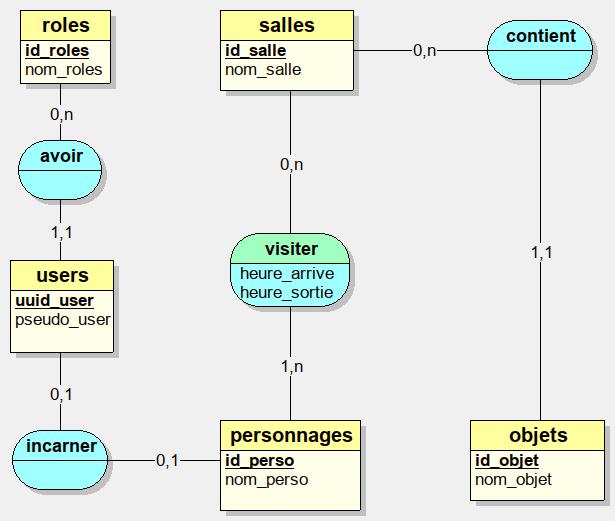 roles
id_roles
nom_roles
salles
id_salle
nom_salle
0,n
contient
0,n
avoir
0,n
1,1
visiter
heure_arrive
heure_sortie
1,1
users
uuid_user
pseudo_user
0,1
1,n
incarner
0,1
personnages
id_perso
nom_perso
objets
id_objet
nom_objet